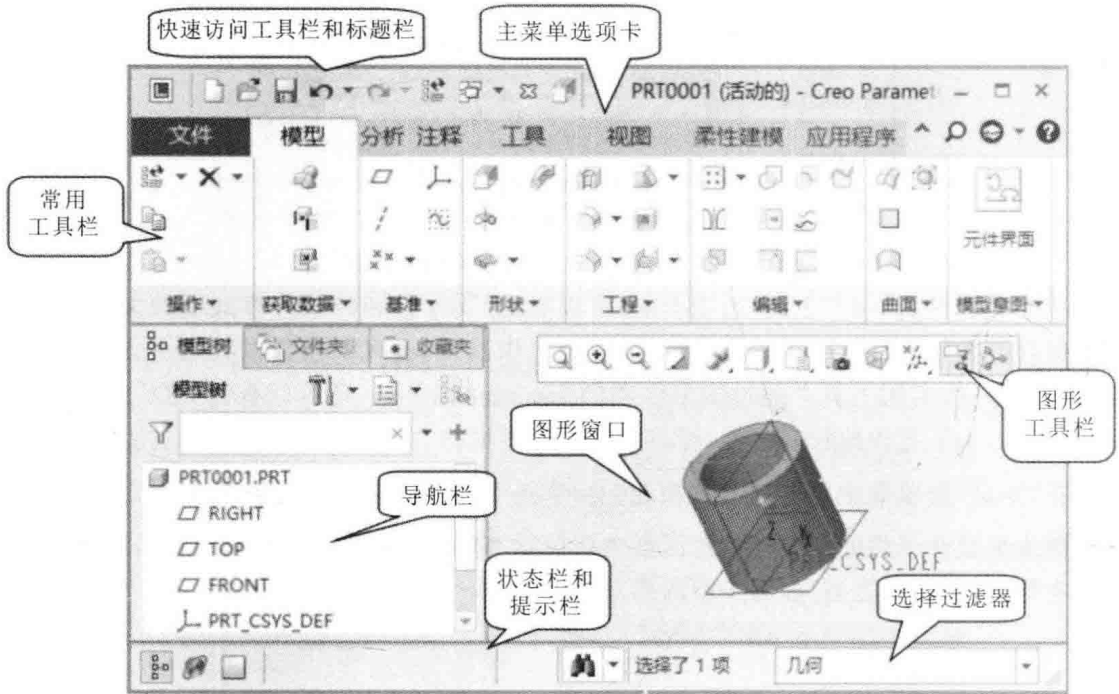 快速访问工具栏和标题栏
主菜单选项卡
PRT0001 (活动的) - Creo Paramet
文件 模型 分析 注释 工具 视图 柔性建模 应用程序
常用
工具栏
元件界面
操作 获取数据 基准 形状 工程 编辑 曲面 模型意图
模型树 文件夹 收藏夹
模型树
图形
工具栏
图形窗口
PRT0001.PRT
导航栏
RIGHT
TOP
FRONT
PRT_CSYS_DEF
CSYS_DEF
状态栏和
提示栏
选择过滤器
选择了 1 项 几何